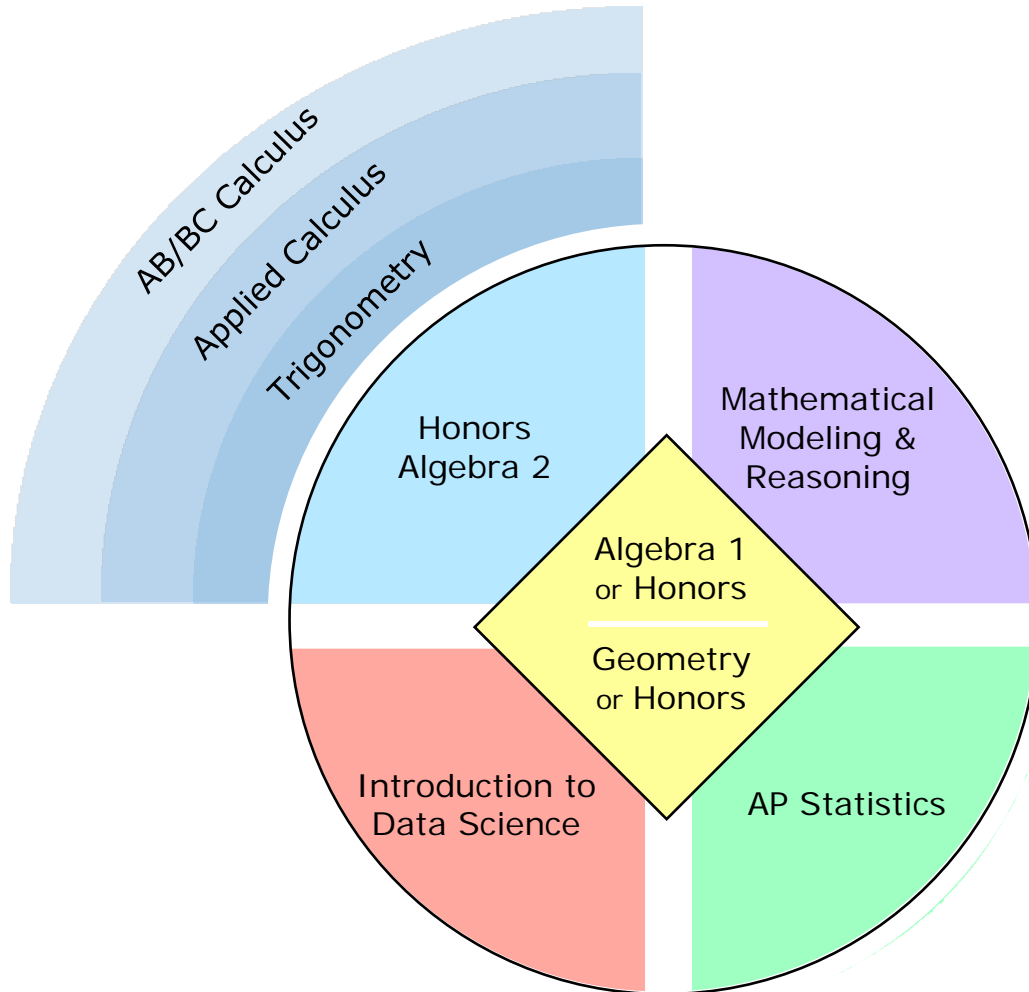 AB/BC Calculus
Applied Calculus
Trigonometry
Honors
Algebra 2
Mathematical
Modeling &
Reasoning
Algebra 1
or Honors
Geometry
or Honors
Introduction to
Data Science
AP Statistics